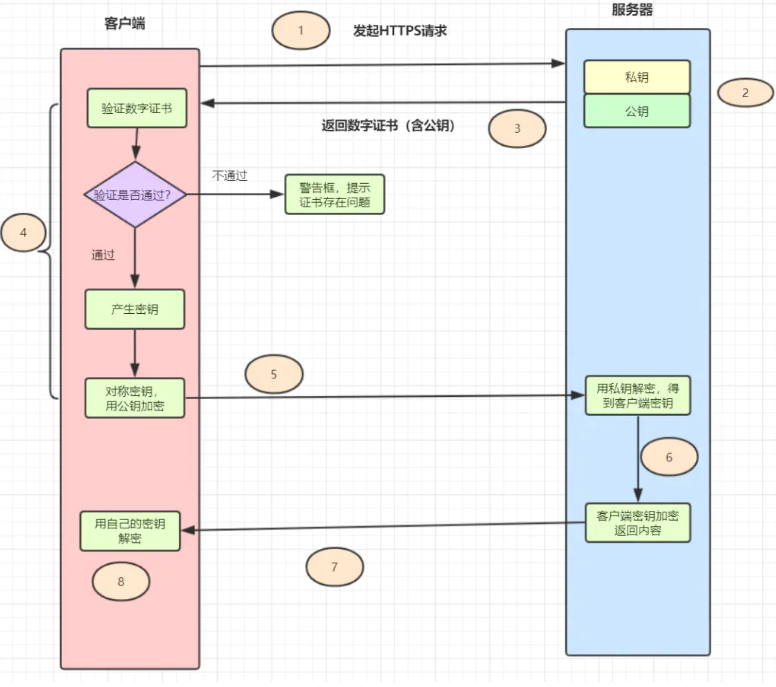 客户端
1
发起HTTPS请求
服务器
私钥
2
公钥
验证数字证书
返回数字证书（含公钥）
3
验证是否通过？
不通过
警告框，提示
证书存在问题
4
通过
产生密钥
5
对称密钥，
用公钥加密
用私钥解密，得
到客户端密钥
6
用自己的密钥
解密
客户端密钥加密
返回内容
7
8